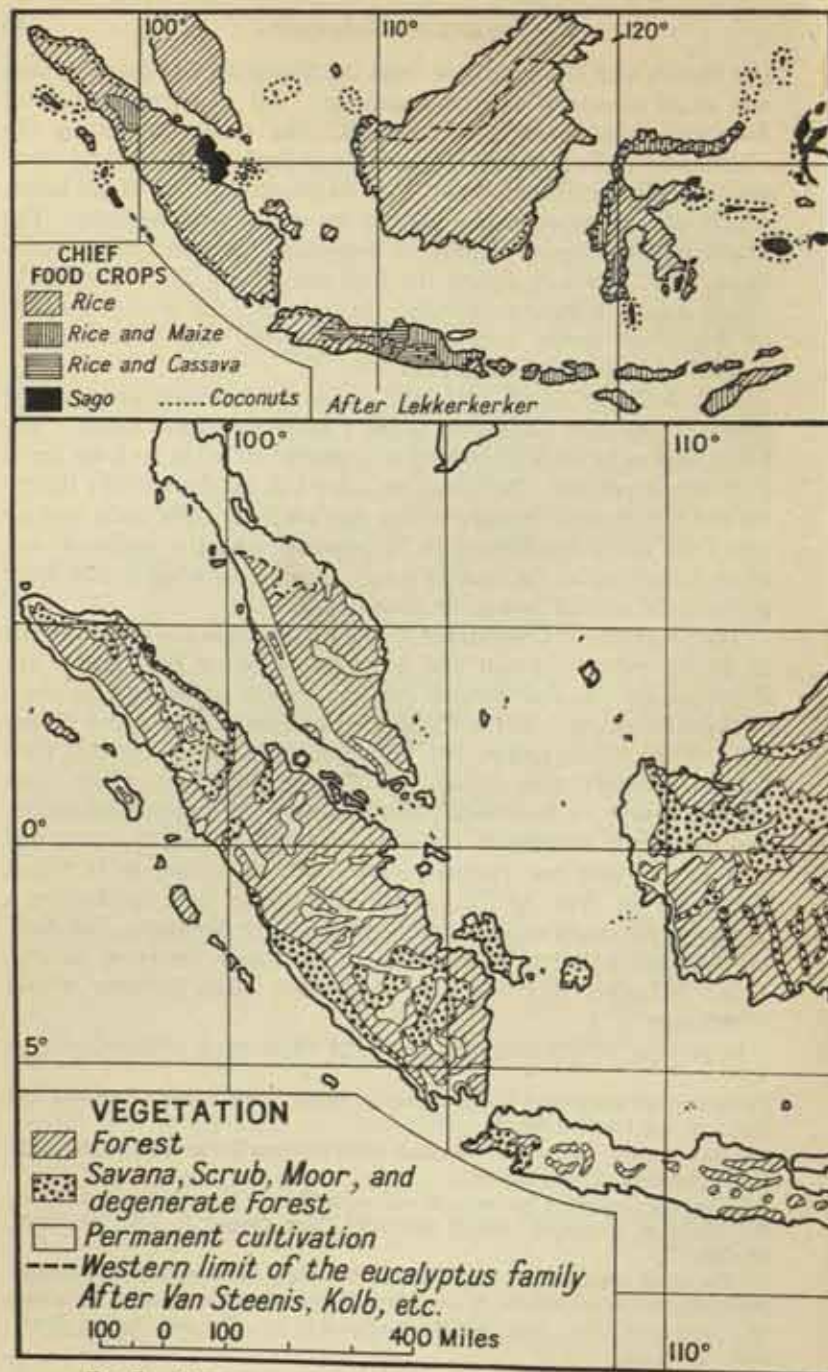 100°
110°
120°
CHIEF
FOOD CROPS
Rice
Rice and Maize
Rice and Cassava
Sago ......Coconuts
After Lekkerkerker
100°
110°
0°
5°
VEGETATION
Forest
Savana, Scrub, Moor, and
degenerate Forest
Permanent cultivation
Western limit of the eucalyptus family
After Van Steenis, Kolb, etc.
100 0 100 400 Miles
110°